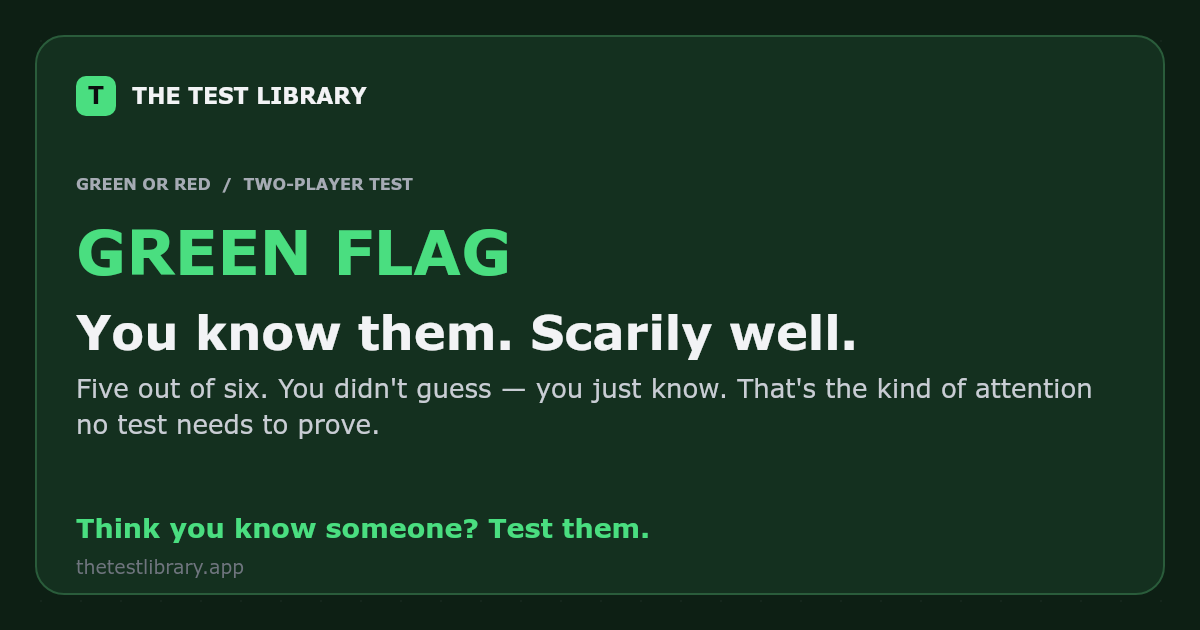 T THE TEST LIBRARY
GREEN OR RED / TWO-PLAYER TEST
GREEN FLAG
You know them. Scarily well.
Five out of six. You didn't guess — you just know. That's the kind of attention
no test needs to prove.
Think you know someone? Test them.
thetestlibrary.app